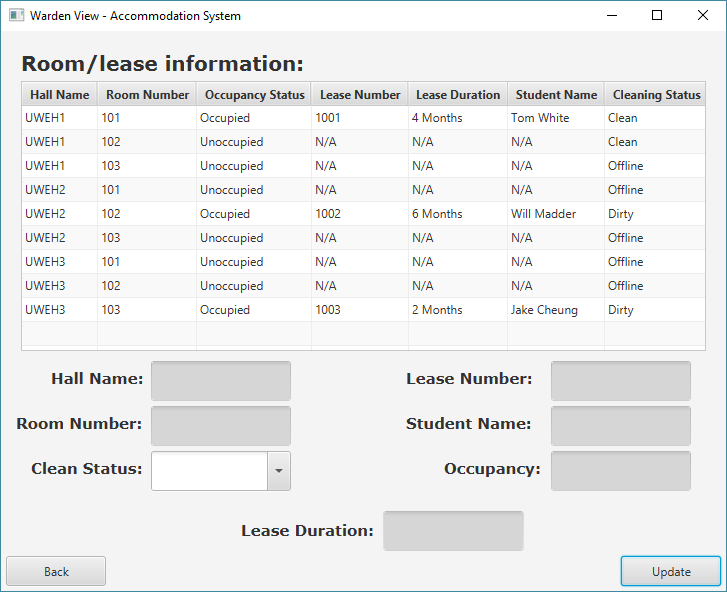 Warden View - Accommodation System
Room/lease information:
Hall Name Room Number Occupancy Status Lease Number Lease Duration Student Name Cleaning Status
UWEH1 101 Occupied 1001 4 Months Tom White Clean
UWEH1 102 Unoccupied N/A N/A N/A Clean
UWEH1 103 Unoccupied N/A N/A N/A Offline
UWEH2 101 Unoccupied N/A N/A N/A Offline
UWEH2 102 Occupied 1002 6 Months Will Madder Dirty
UWEH2 103 Unoccupied N/A N/A N/A Offline
UWEH3 101 Unoccupied N/A N/A N/A Offline
UWEH3 102 Unoccupied N/A N/A N/A Offline
UWEH3 103 Occupied 1003 2 Months Jake Cheung Dirty
Hall Name: Lease Number:
Room Number: Student Name:
Clean Status: Occupancy:
Lease Duration:
Back Update